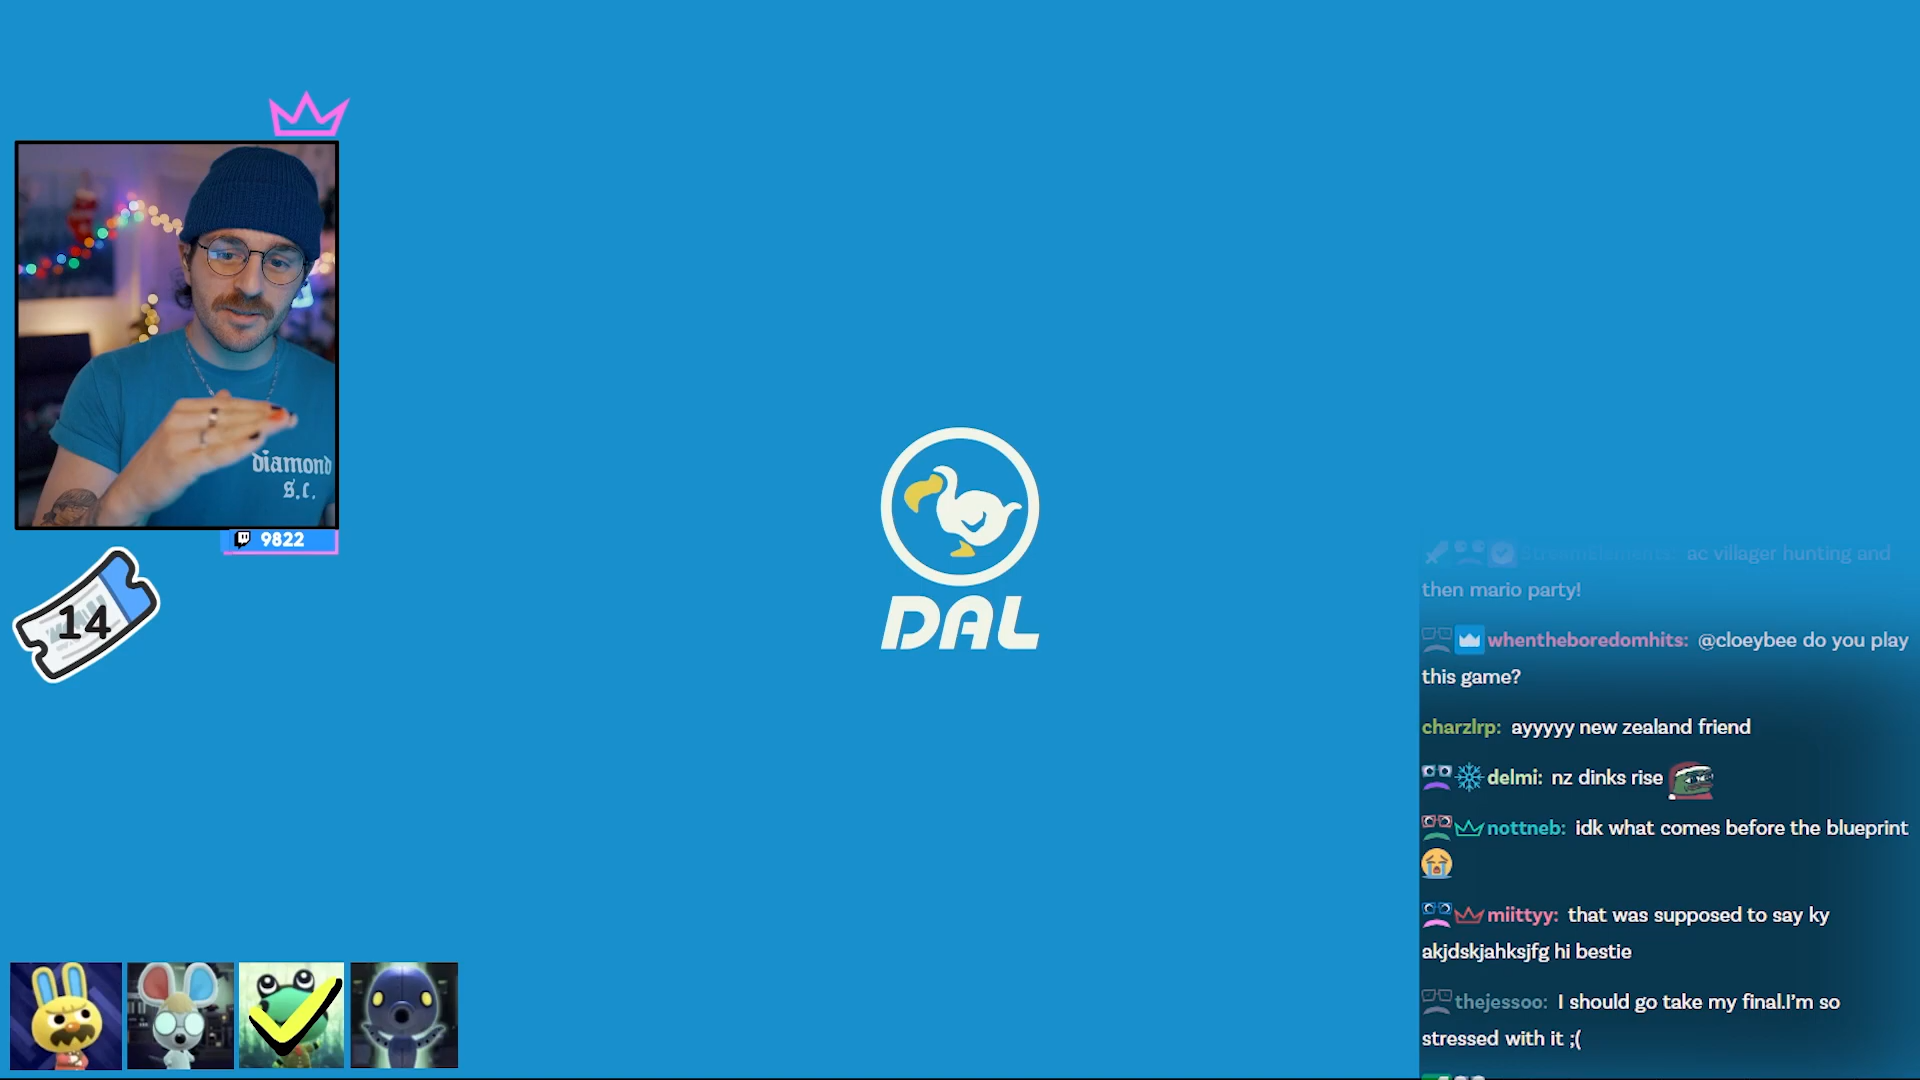 diamond
S.C.
9822
14
DAL
StreamElements: ac villager hunting and
then mario party!
whentheboredomhits: @cloeybee do you play
this game?
charzlrp: ayyyyy new zealand friend
delmi: nz dinks rise
nottneb: idk what comes before the blueprint
miittyy: that was supposed to say ky
akjdskjahksjfg hi bestie
thejessoo: I should go take my final.I'm so
stressed with it ;(